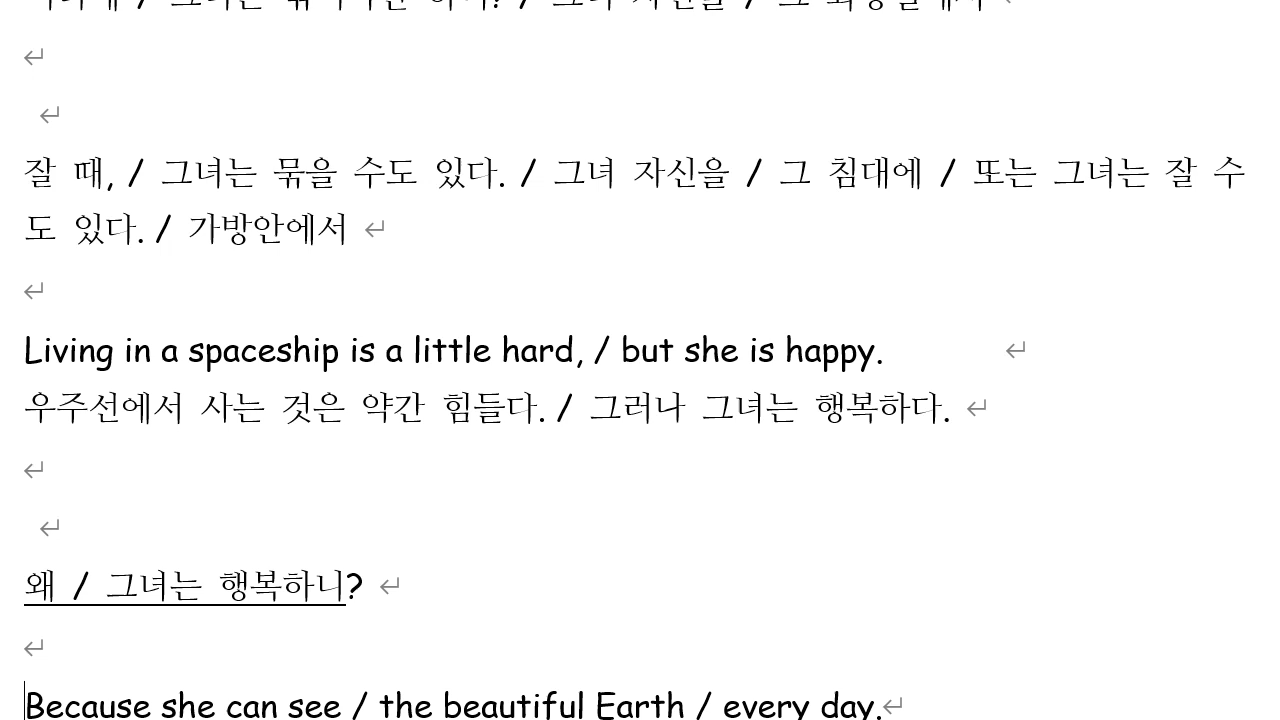 잘 때, / 그녀는 묶을 수도 있다. / 그녀 자신을 / 그 침대에 / 또는 그녀는 잘 수
도 있다. / 가방안에서
Living in a spaceship is a little hard, / but she is happy.
우주선에서 사는 것은 약간 힘들다. / 그러나 그녀는 행복하다.
왜 / 그녀는 행복하니?
Because she can see / the beautiful Earth / every day.